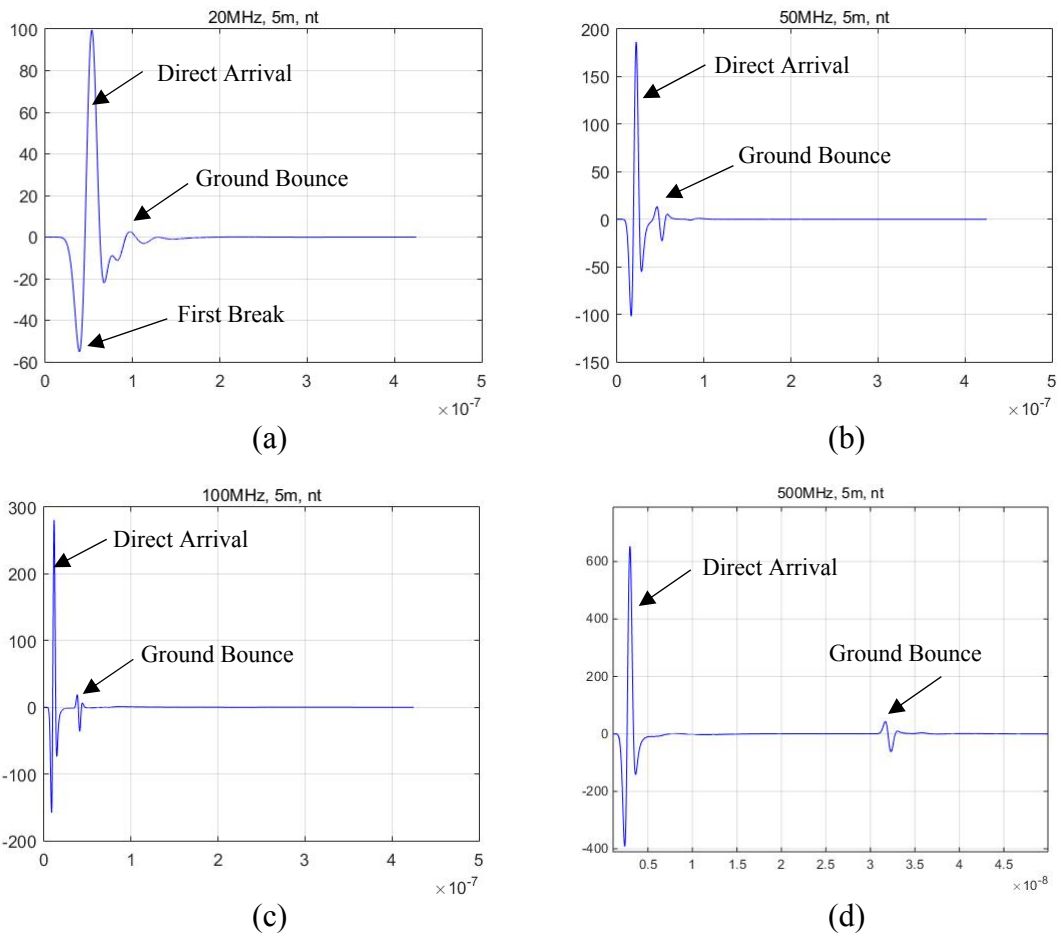 20MHz, 5m, nt
100
80
60
40
20
0
-20
-40
-60
0 1 2 3 4 5
×10-7
Direct Arrival
Ground Bounce
First Break
(a)
50MHz, 5m, nt
200
150
100
50
0
-50
-100
-150
0 1 2 3 4 5
×10-7
Direct Arrival
Ground Bounce
(b)
100MHz, 5m, nt
300
200
100
0
-100
-200
0 1 2 3 4 5
×10-7
Direct Arrival
Ground Bounce
(c)
500MHz, 5m, nt
600
400
200
0
-200
-400
0.5 1 1.5 2 2.5 3 3.5 4 4.5
×10-8
Direct Arrival
Ground Bounce
(d)